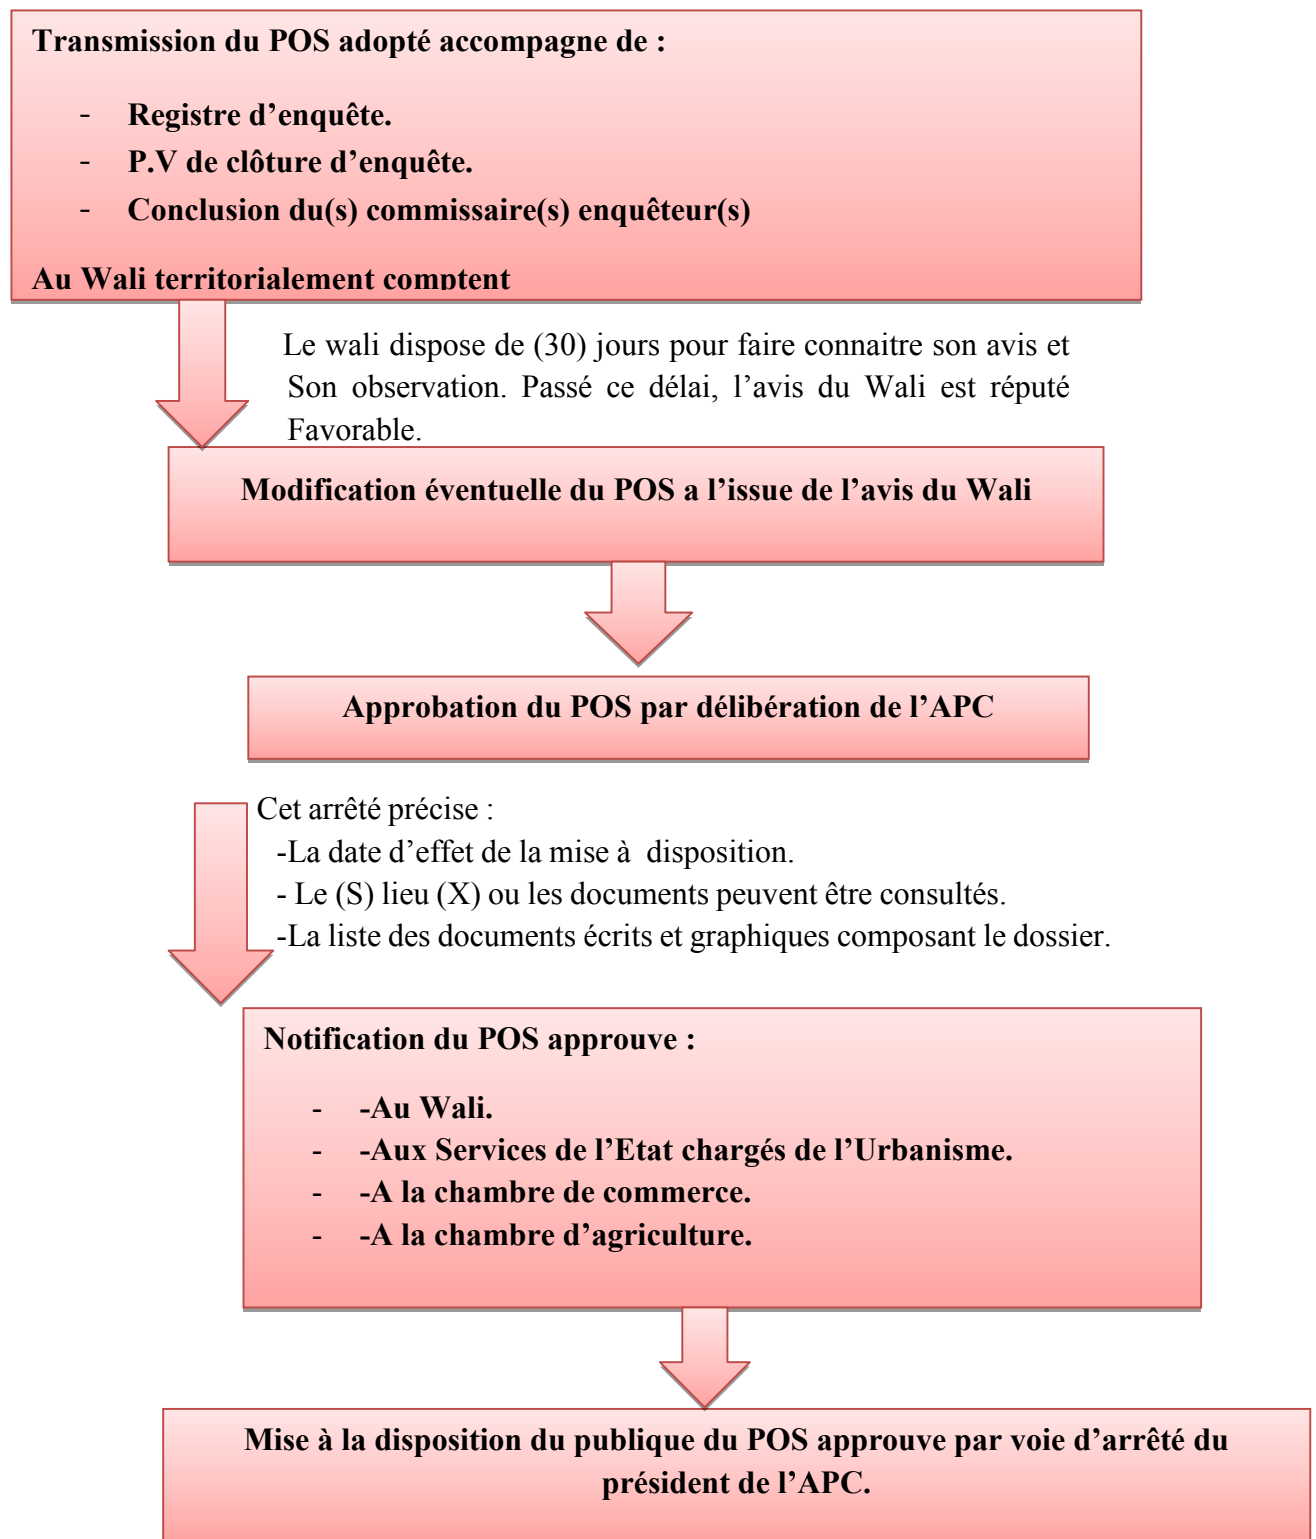 Transmission du POS adopté accompagne de :
- Registre d’enquête.
- P.V de clôture d’enquête.
- Conclusion du(s) commissaire(s) enquêteur(s)
Au Wali territorialement comptent
Le wali dispose de (30) jours pour faire connaitre son avis et
Son observation. Passé ce délai, l’avis du Wali est réputé
Favorable.
Modification éventuelle du POS a l’issue de l’avis du Wali
Approbation du POS par délibération de l’APC
Cet arrêté précise :
-La date d’effet de la mise à disposition.
- Le (S) lieu (X) ou les documents peuvent être consultés.
-La liste des documents écrits et graphiques composant le dossier.
Notification du POS approuve :
- -Au Wali.
- -Aux Services de l’Etat chargés de l’Urbanisme.
- -A la chambre de commerce.
- -A la chambre d’agriculture.
Mise à la disposition du publique du POS approuve par voie d’arrêté du
président de l’APC.